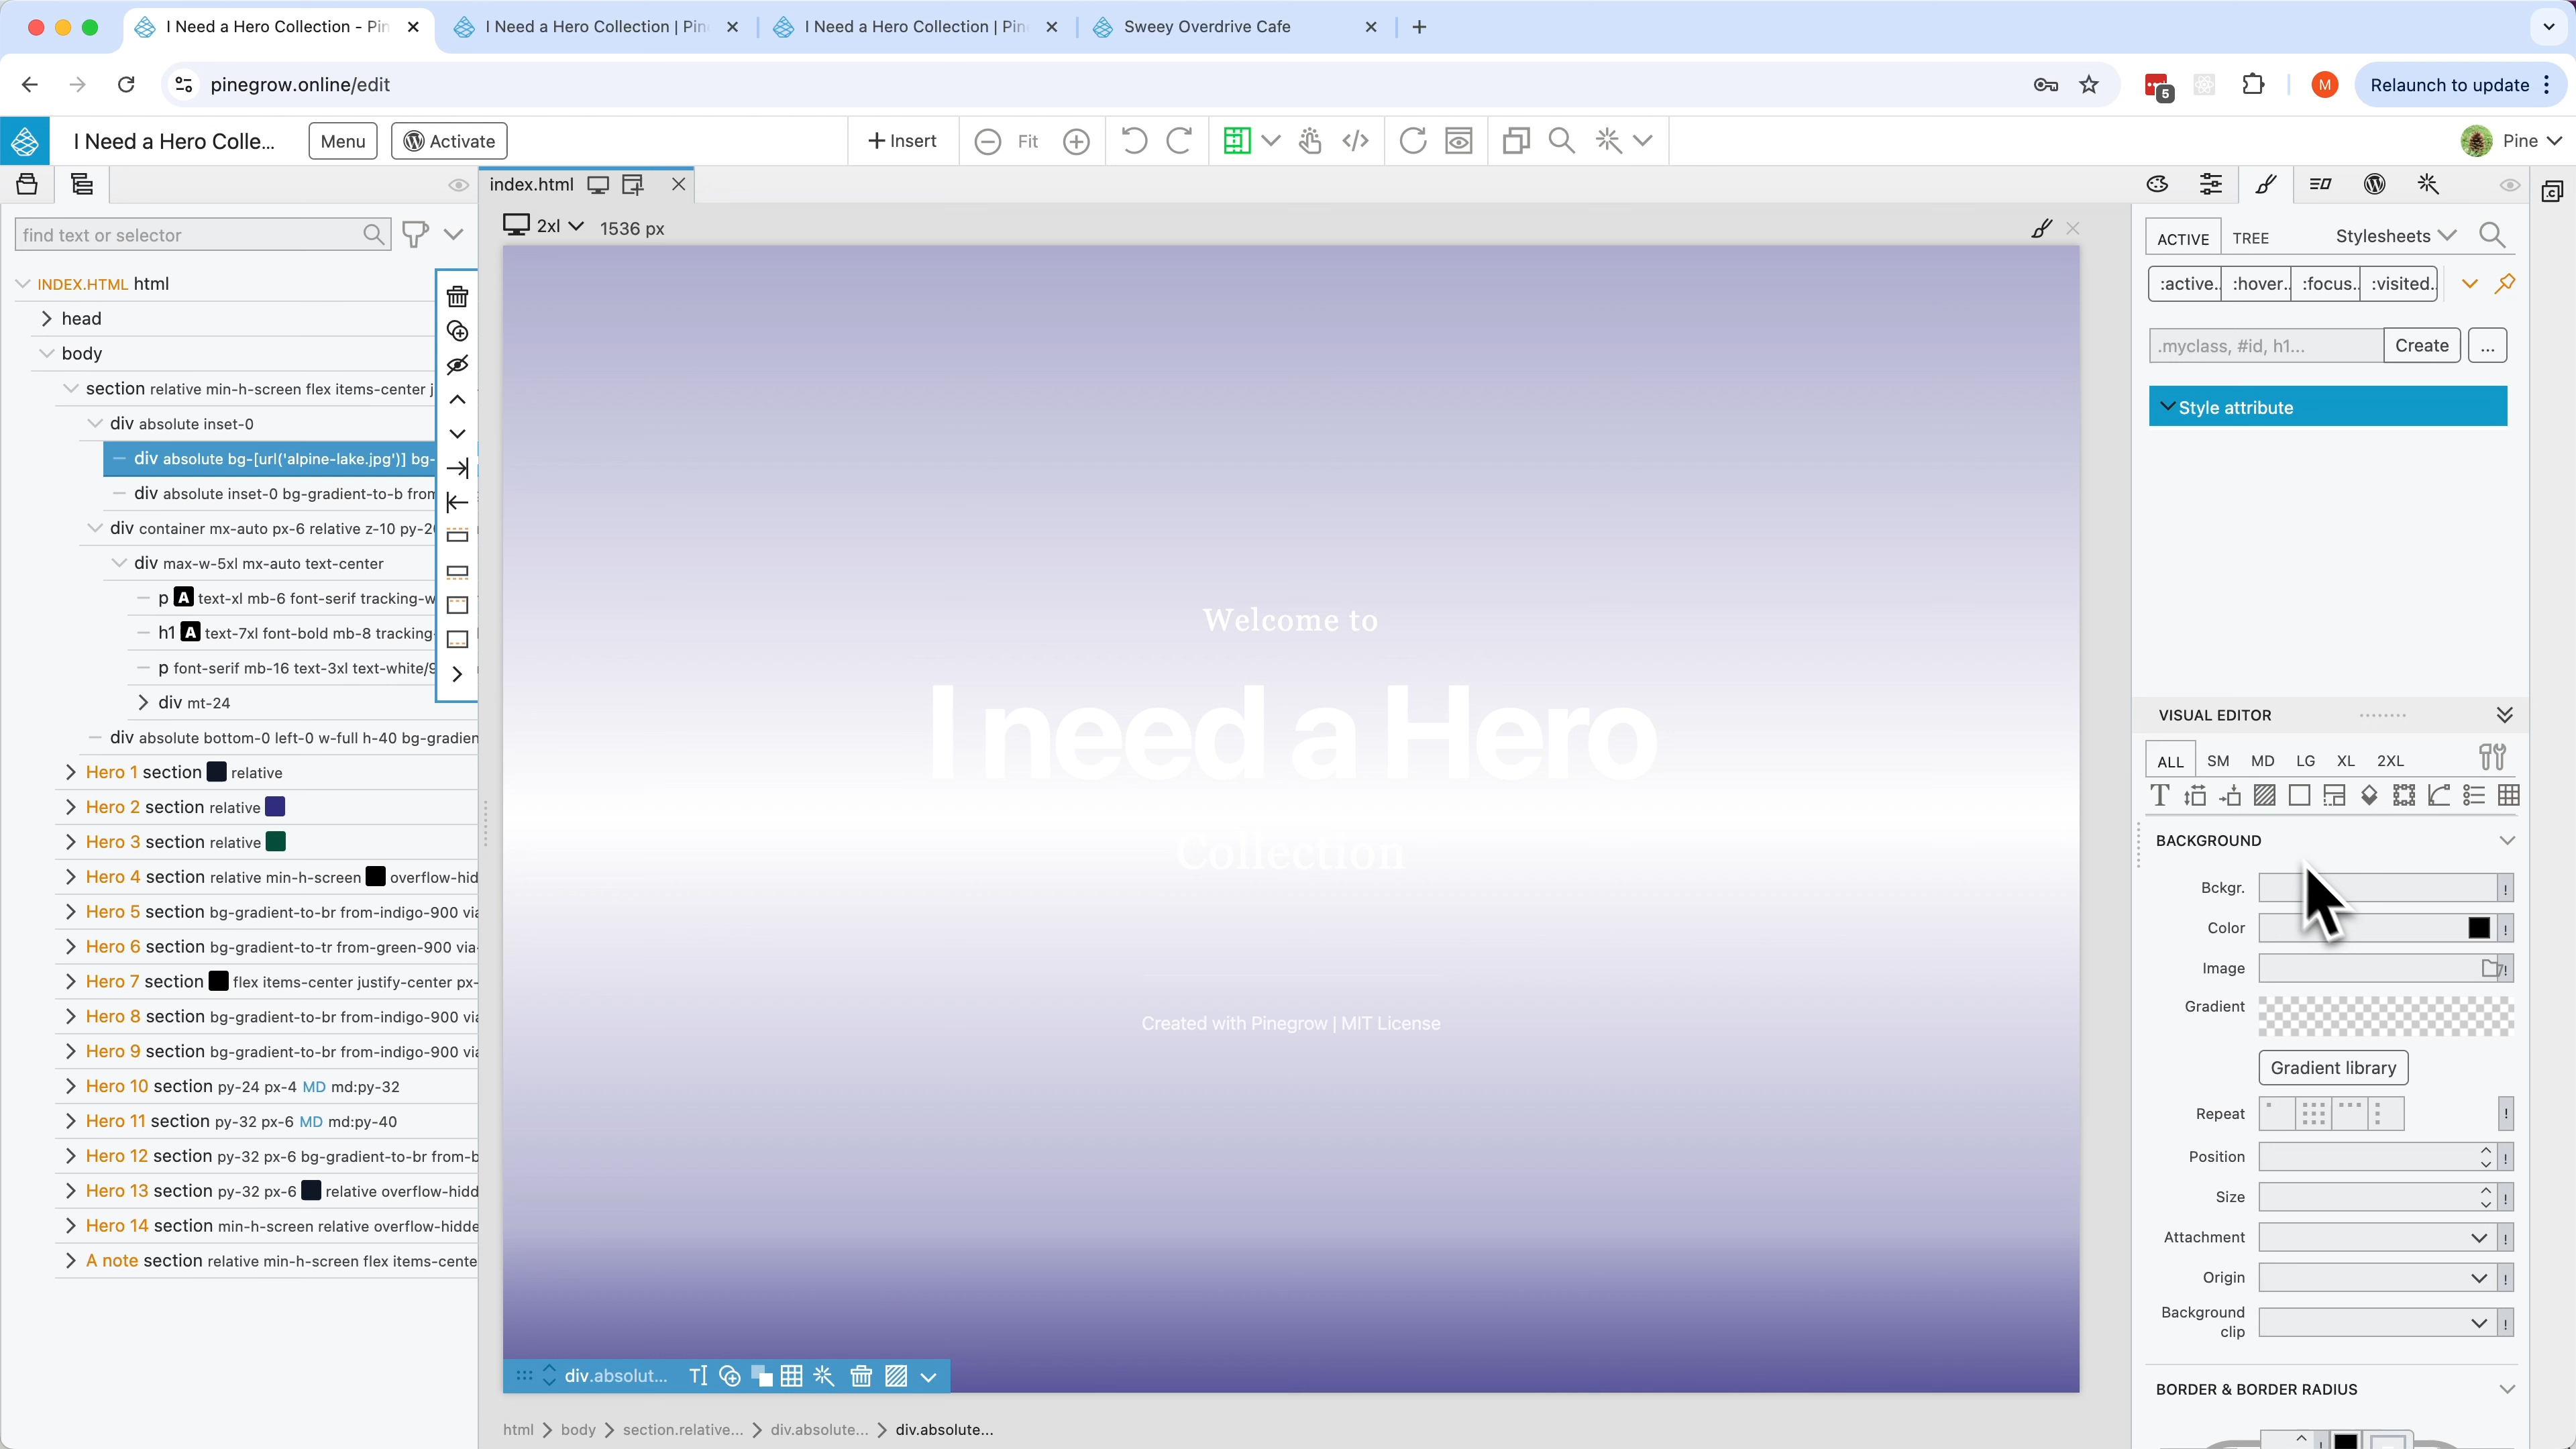 I Need a Hero Collection - Pin
I Need a Hero Collection | Pin
I Need a Hero Collection | Pin
Sweey Overdrive Cafe
pinegrow.online/edit
5
M
Relaunch to update
I Need a Hero Colle...
Menu
Activate
Insert
Fit
Pine
index.html
find text or selector
2xl
1536 px
INDEX.HTML html
head
body
section relative min-h-screen flex items-center j
div absolute inset-0
div absolute bg-[url('alpine-lake.jpg')] bg-
div absolute inset-0 bg-gradient-to-b from
div container mx-auto px-6 relative z-10 py-20
div max-w-5xl mx-auto text-center
p A text-xl mb-6 font-serif tracking-w
h1 A text-7xl font-bold mb-8 tracking-
p font-serif mb-16 text-3xl text-white/9
div mt-24
div absolute bottom-0 left-0 w-full h-40 bg-gradien
Hero 1 section relative
Hero 2 section relative
Hero 3 section relative
Hero 4 section relative min-h-screen overflow-hid
Hero 5 section bg-gradient-to-br from-indigo-900 via
Hero 6 section bg-gradient-to-tr from-green-900 via-
Hero 7 section flex items-center justify-center px-
Hero 8 section bg-gradient-to-br from-indigo-900 via
Hero 9 section bg-gradient-to-br from-indigo-900 via
Hero 10 section py-24 px-4 MD md:py-32
Hero 11 section py-32 px-6 MD md:py-40
Hero 12 section py-32 px-6 bg-gradient-to-br from-b
Hero 13 section py-32 px-6 relative overflow-hidd
Hero 14 section min-h-screen relative overflow-hidde
A note section relative min-h-screen flex items-cente
Welcome to
I need a Hero
Collection
Created with Pinegrow | MIT License
div.absolut...
html > body > section.relative... > div.absolute... > div.absolute...
ACTIVE
TREE
Stylesheets
:active..
:hover..
:focus..
:visited..
.myclass, #id, h1...
Create
...
Style attribute
VISUAL EDITOR
ALL
SM
MD
LG
XL
2XL
BACKGROUND
Bckgr.
!
Color
!
Image
!
Gradient
Gradient library
Repeat
!
Position
!
Size
!
Attachment
!
Origin
!
Background
clip
!
BORDER & BORDER RADIUS